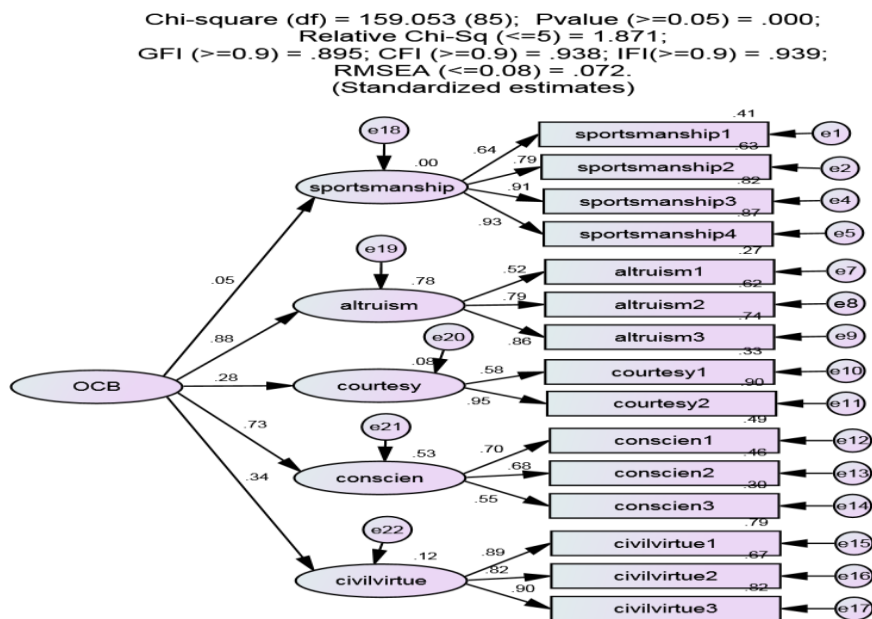 Chi-square (df) = 159.053 (85); Pvalue (>=0.05) = .000;
Relative Chi-Sq (<=5) = 1.871;
GFI (>=0.9) = .895; CFI (>=0.9) = .938; IFI(>=0.9) = .939;
RMSEA (<=0.08) = .072.
(Standardized estimates)
.41
e18
sportsmanship1
e1
.00
.64
.63
sportsmanship
.79
sportsmanship2
e2
.82
.91
sportsmanship3
e4
.87
.93
sportsmanship4
e5
.27
e19
.78
.52
altruism1
e7
.05
.62
altruism
.79
altruism2
e8
.74
.88
e20
.86
altruism3
e9
.33
.08
.58
courtesy1
e10
OCB
.28
courtesy
.90
.95
courtesy2
e11
.49
.73
e21
.70
conscien1
e12
.53
.46
conscien
.68
conscien2
e13
.30
.34
.55
conscien3
e14
.79
e22
.12
.89
civilvirtue1
e15
.67
civilvirtue
.82
civilvirtue2
e16
.82
.90
civilvirtue3
e17